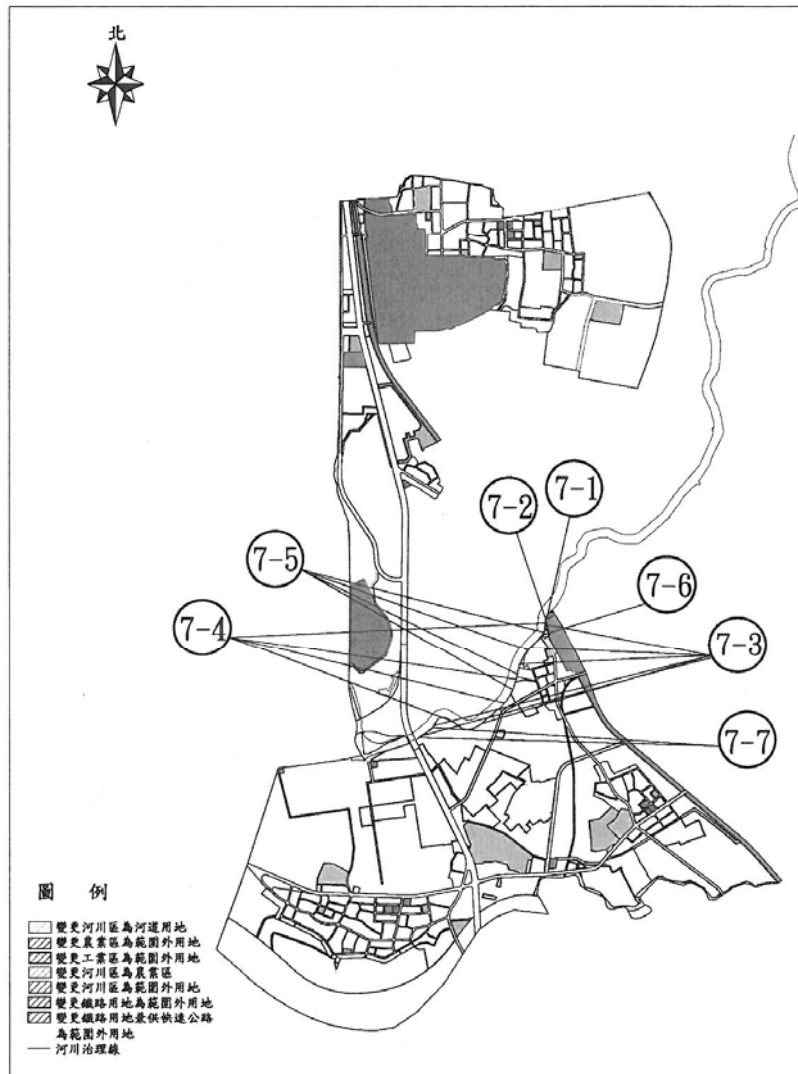 北
7-1
7-2
7-5
7-6
7-4
7-3
7-7
圖 例
變更河川區為河道用地
變更農業區為範圍外用地
變更工業區為範圍外用地
變更河川區為農業區
變更河川區為範圍外用地
變更鐵路用地為範圍外用地
變更鐵路用地兼供快速公路
為範圍外用地
河川治理線